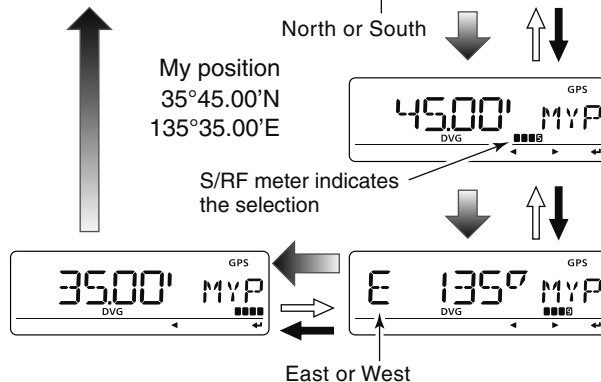 North or South
My position
35°45.00’N
135°35.00’E
GPS
45.00' MYP
DVG
S
S/RF meter indicates
the selection
GPS
35.00' MYP
DVG
GPS
E 135° MYP
DVG
9
East or West